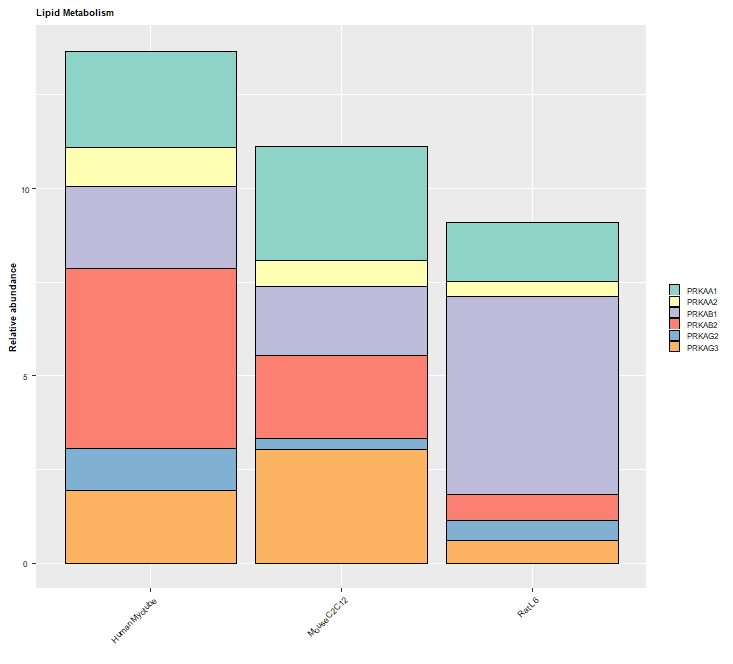 Lipid Metabolism
Relative abundance
10
5
0
HumanMyotube
MouseC2C12
RatL6
PRKAA1
PRKAA2
PRKAB1
PRKAB2
PRKAG2
PRKAG3